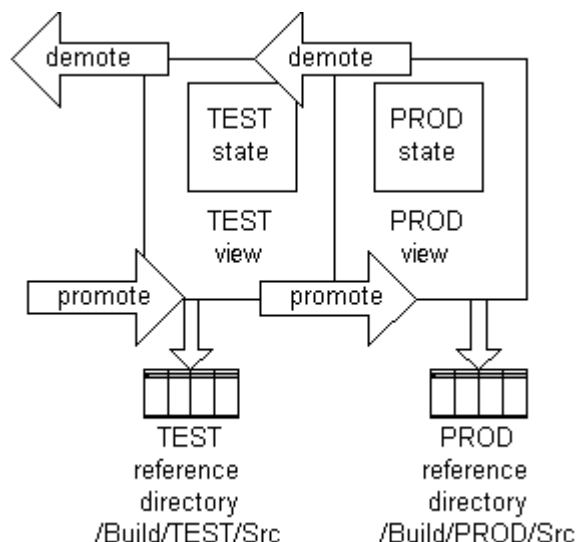 demote
demote
TEST
state
PROD
state
TEST
view
PROD
view
promote
promote
TEST
reference
directory
/Build/TEST/Src
PROD
reference
directory
/Build/PROD/Src